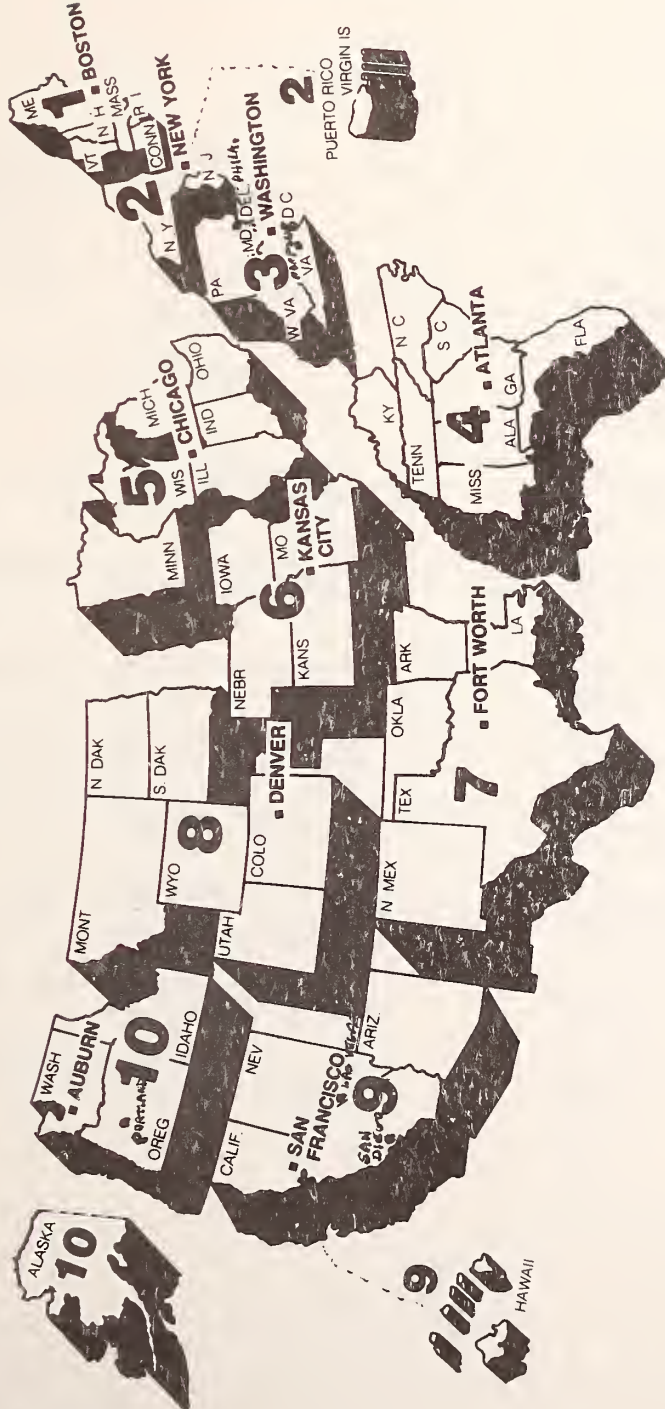 ALASKA
10
WASH
AUBURN
10
PORTLAND
OREG
IDAHO
MONT
N DAK
S. DAK
WYO
8
UTAH
COLO
DENVER
CALIF.
NEV
SAN
FRANCISCO
LAS VEGAS
9
SAN
DIEGO
ARIZ.
9
HAWAII
N MEX
TEX
OKLA
ARK
7
FORT WORTH
LA
NEBR
KANS
IOWA
MO
6
KANSAS
CITY
MINN
WIS
MICH
5
CHICAGO
ILL
IND
OHIO
KY
TENN
N C
S C
4
ATLANTA
MISS
ALA
GA
FLA
PA
W VA
VA
MD
DEL
PHILA.
D C
3
WASHINGTON
N Y
N J
2
NEW YORK
ME
VT
N H
MASS
R I
CONN
1
BOSTON
2
PUERTO RICO
VIRGIN IS